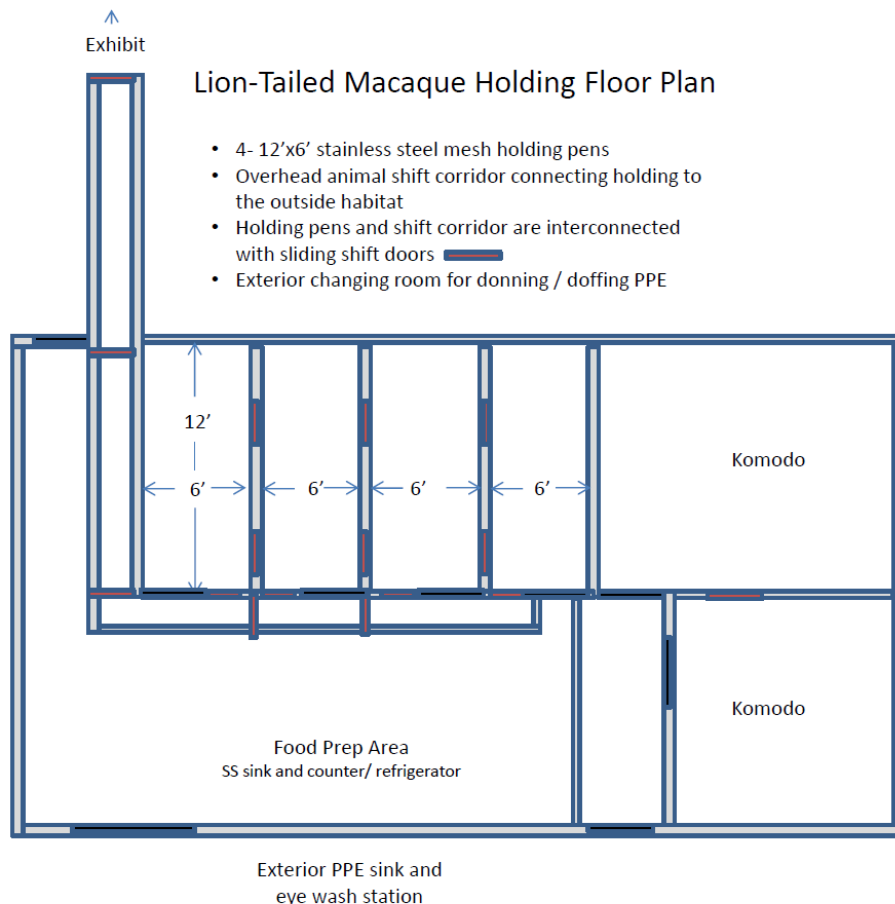 Exhibit
Lion-Tailed Macaque Holding Floor Plan
• 4- 12’x6’ stainless steel mesh holding pens
• Overhead animal shift corridor connecting holding to
the outside habitat
• Holding pens and shift corridor are interconnected
with sliding shift doors
• Exterior changing room for donning / doffing PPE
12’
6’ 6’ 6’ 6’
Komodo
Komodo
Food Prep Area
SS sink and counter/ refrigerator
Exterior PPE sink and
eye wash station